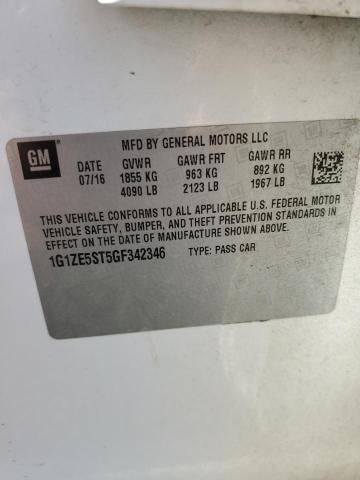 GM
MFD BY GENERAL MOTORS LLC
DATE GVWR GAWR FRT GAWR RR
07/16 1855 KG 963 KG 892 KG
4090 LB 2123 LB 1967 LB
THIS VEHICLE CONFORMS TO ALL APPLICABLE U.S. FEDERAL MOTOR
VEHICLE SAFETY, BUMPER, AND THEFT PREVENTION STANDARDS IN
EFFECT ON THE DATE OF MANUFACTURE SHOWN ABOVE.
1G1ZE5ST5GF342346 TYPE: PASS CAR